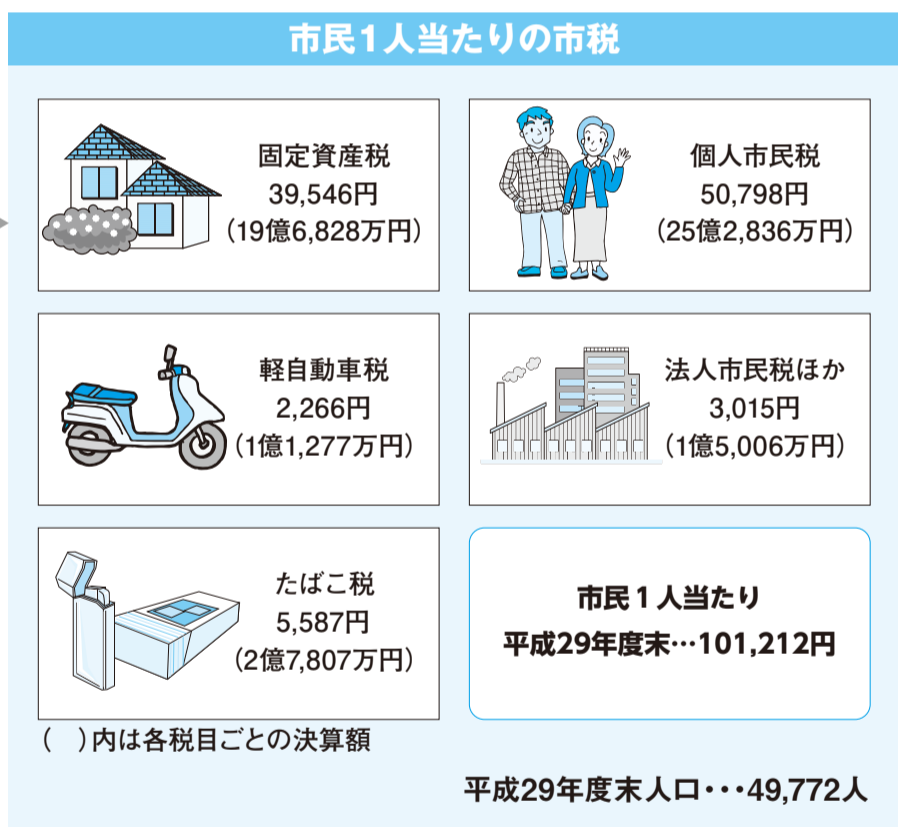 市民1人当たりの市税
固定資産税
39,546円
(19億6,828万円)
個人市民税
50,798円
(25億2,836万円)
軽自動車税
2,266円
(1億1,277万円)
法人市民税ほか
3,015円
(1億5,006万円)
たばこ税
5,587円
(2億7,807万円)
市民1人当たり
平成29年度末…101,212円
(　)内は各税目ごとの決算額
平成29年度末人口･･･49,772人